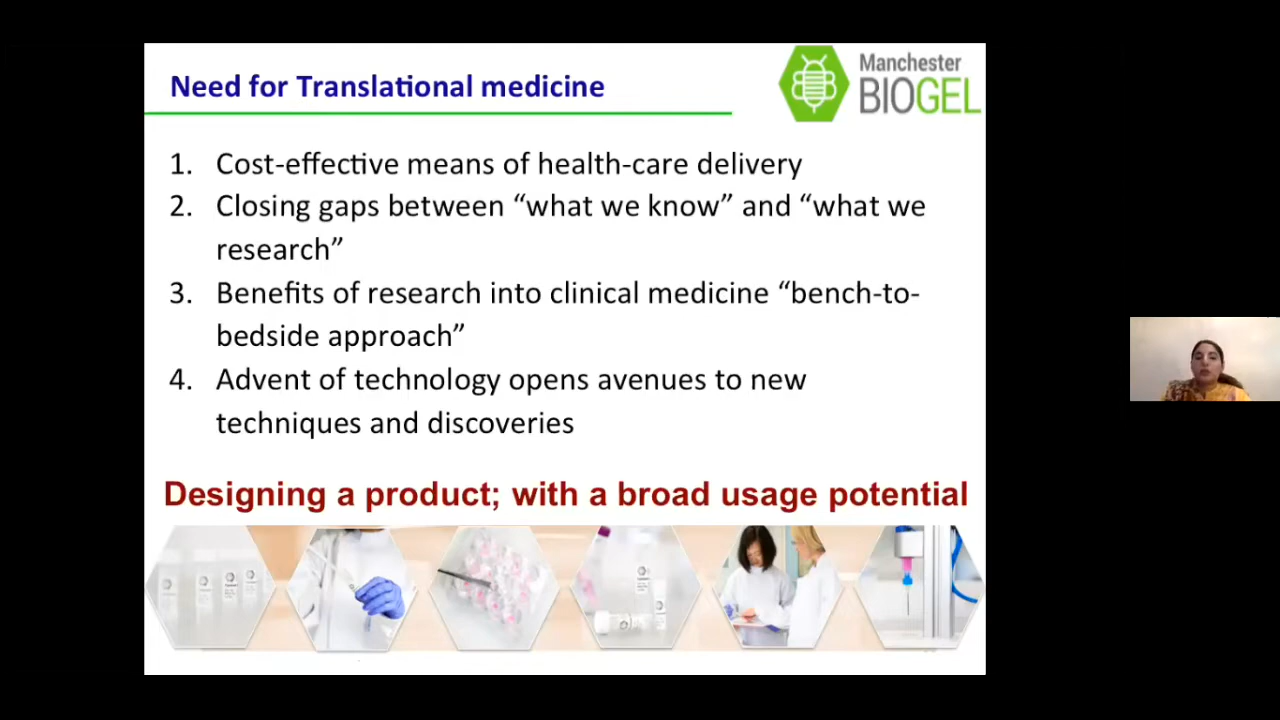 Need for Translational medicine
Manchester
BIOGEL
1. Cost-effective means of health-care delivery
2. Closing gaps between “what we know” and “what we
research”
3. Benefits of research into clinical medicine “bench-to-
bedside approach”
4. Advent of technology opens avenues to new
techniques and discoveries
Designing a product; with a broad usage potential